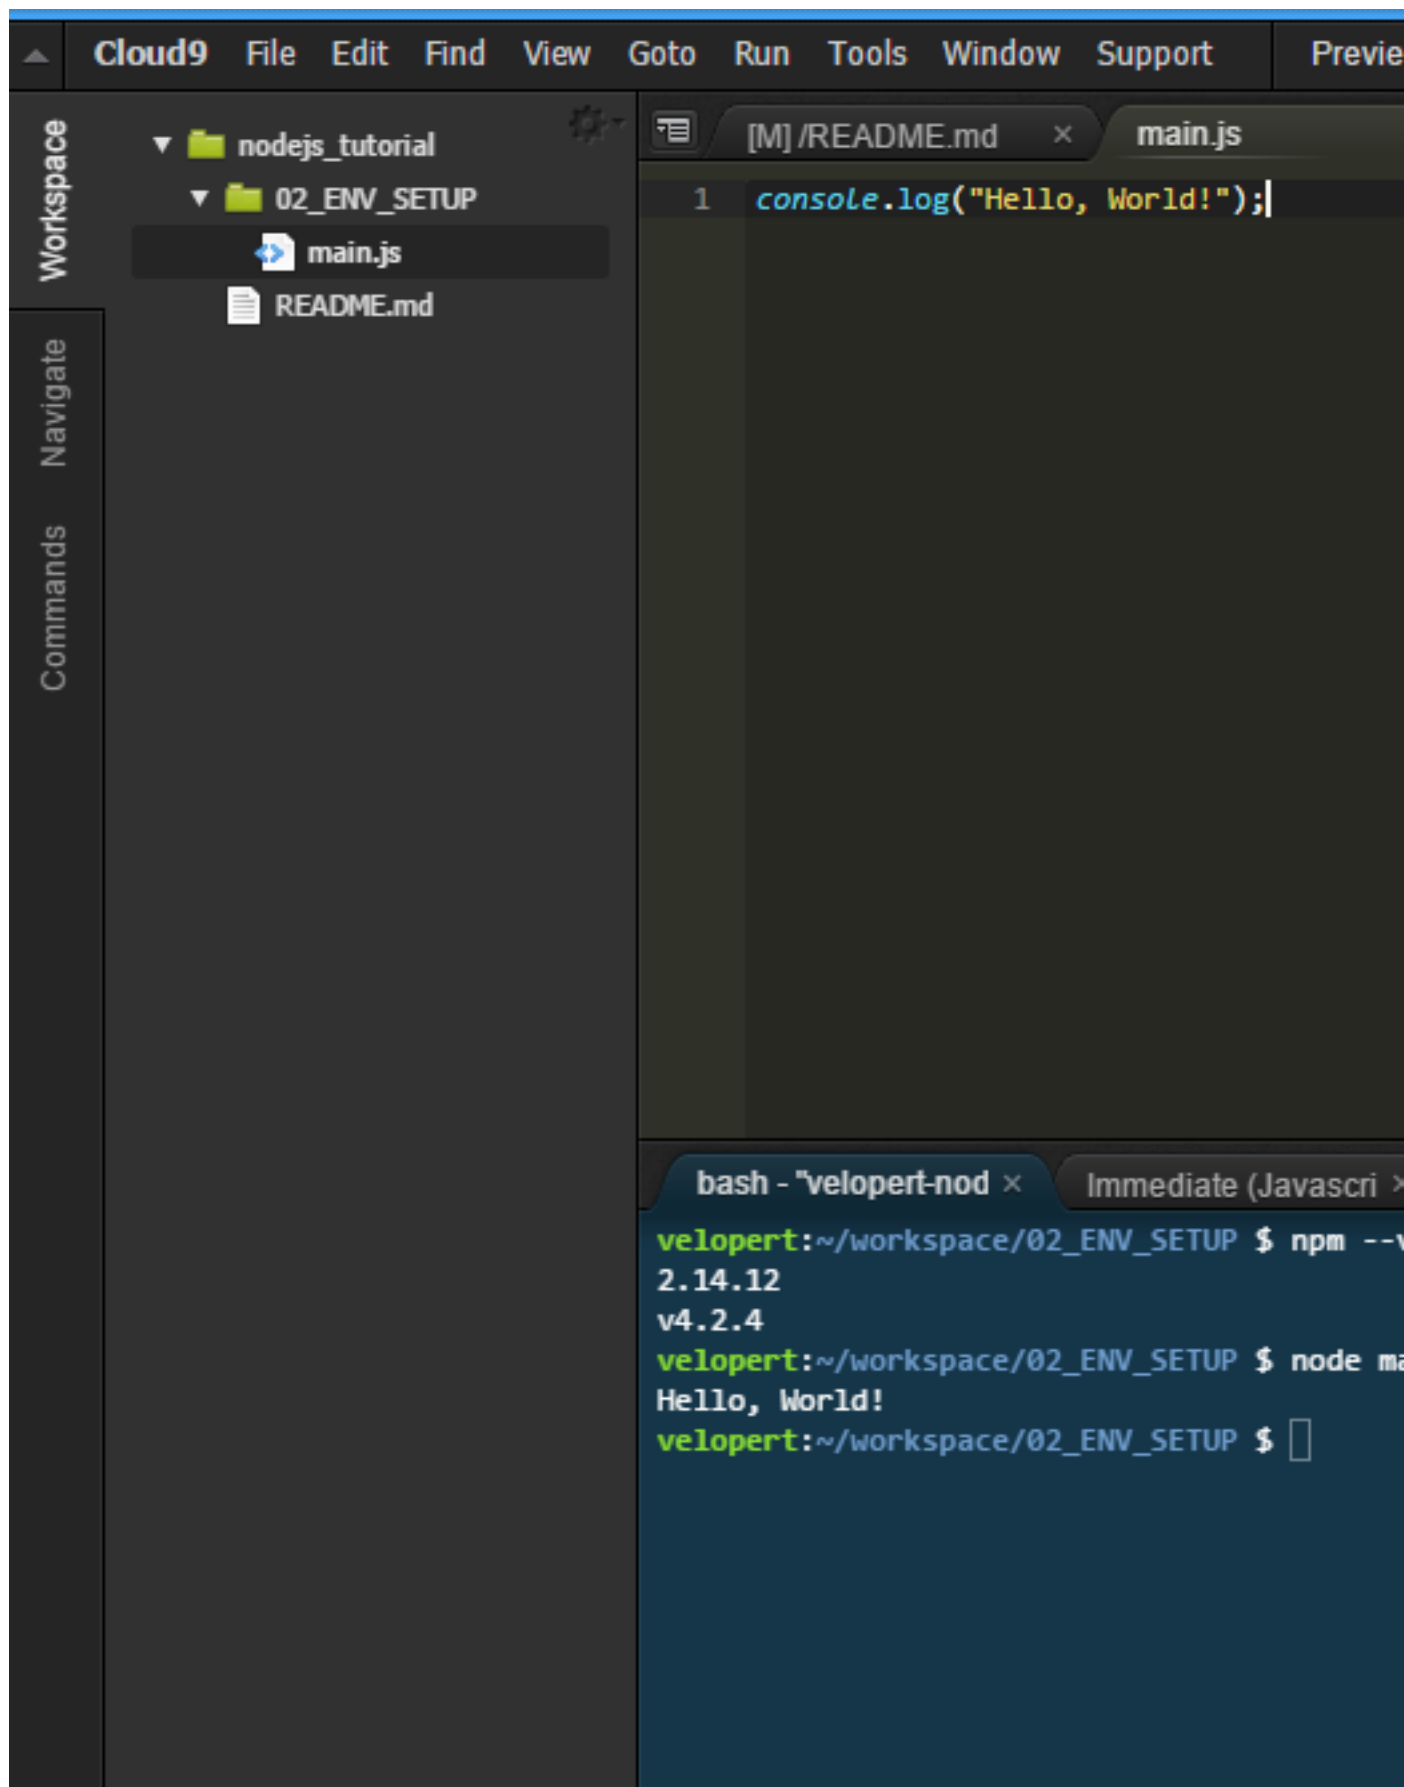 Cloud9 File Edit Find View Goto Run Tools Window Support
Workspace
Navigate
Commands
nodejs_tutorial
02_ENV_SETUP
main.js
README.md
[M] /README.md × main.js
1 console.log("Hello, World!");
bash - "velopert-nod × Immediate (Javascri ×
velopert:~/workspace/02_ENV_SETUP $ npm --v
2.14.12
v4.2.4
velopert:~/workspace/02_ENV_SETUP $ node ma
Hello, World!
velopert:~/workspace/02_ENV_SETUP $